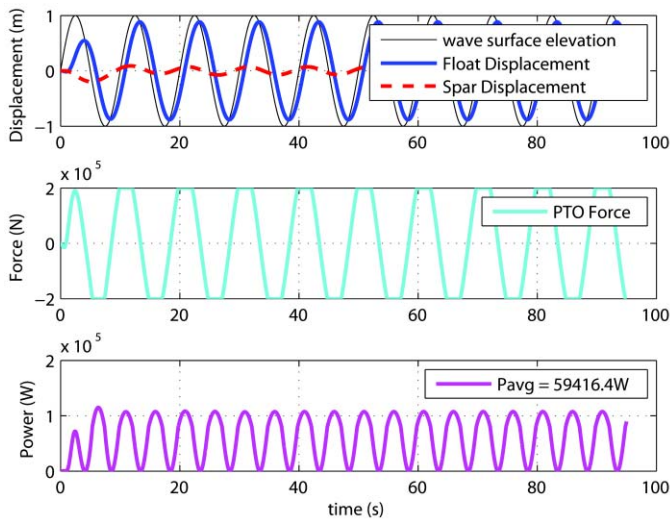 Displacement (m)
1
0
−1
0
20
40
60
80
100
wave surface elevation
Float Displacement
Spar Displacement
x 10^5
Force (N)
2
0
−2
0
20
40
60
80
100
PTO Force
x 10^5
Power (W)
2
1
0
0
20
40
60
80
100
Pavg = 59416.4W
time (s)